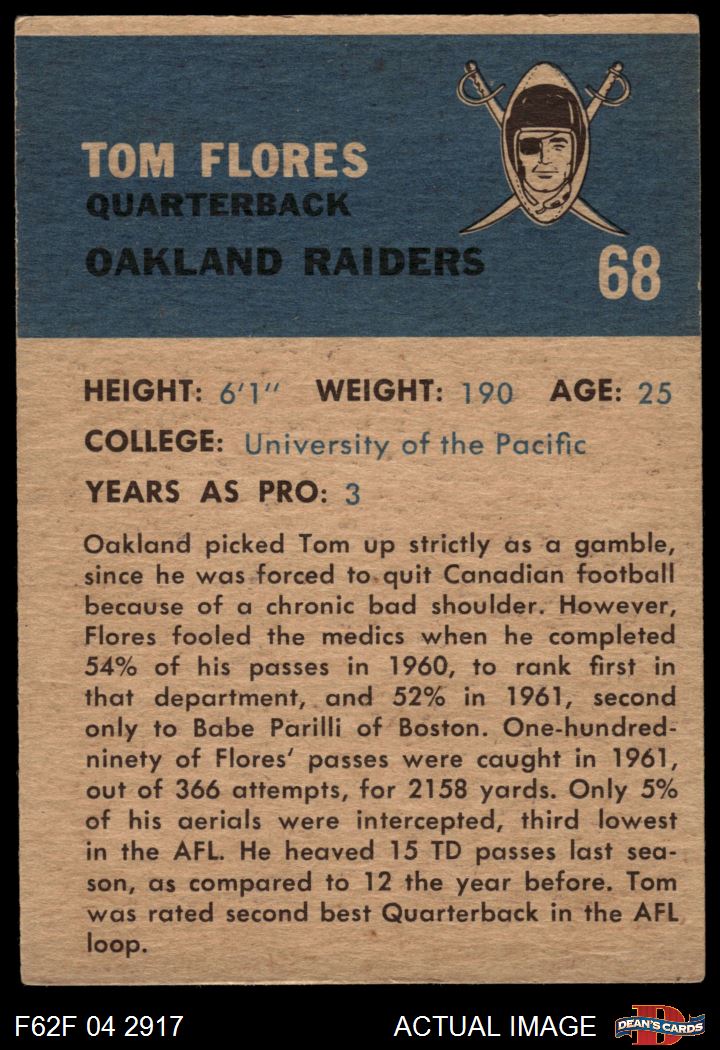 TOM FLORES
QUARTERBACK
OAKLAND RAIDERS
68
HEIGHT: 6'1" WEIGHT: 190 AGE: 25
COLLEGE: University of the Pacific
YEARS AS PRO: 3
Oakland picked Tom up strictly as a gamble,
since he was forced to quit Canadian football
because of a chronic bad shoulder. However,
Flores fooled the medics when he completed
54% of his passes in 1960, to rank first in
that department, and 52% in 1961, second
only to Babe Parilli of Boston. One-hundred-
ninety of Flores' passes were caught in 1961,
out of 366 attempts, for 2158 yards. Only 5%
of his aerials were intercepted, third lowest
in the AFL. He heaved 15 TD passes last sea-
son, as compared to 12 the year before. Tom
was rated second best Quarterback in the AFL
loop.
F62F 04 2917
ACTUAL IMAGE
D
DEAN'S CARDS